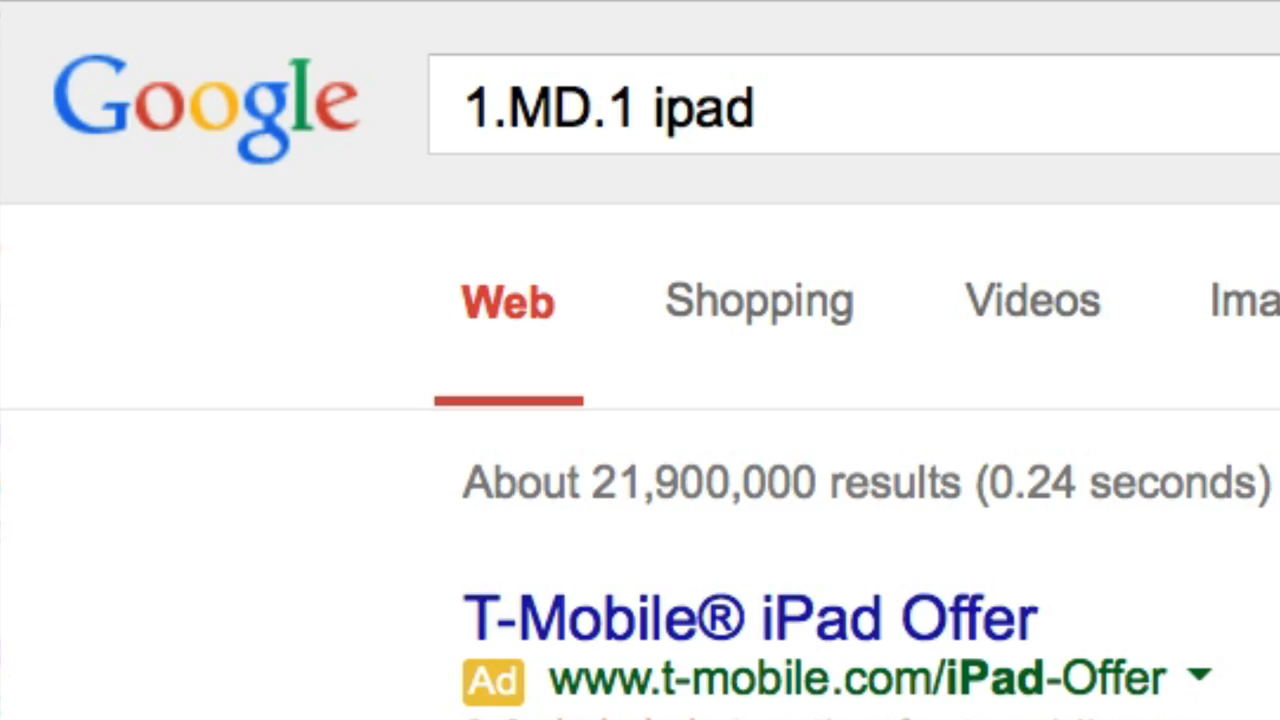 Google
1.MD.1 ipad
Web Shopping Videos Ima
About 21,900,000 results (0.24 seconds)
T-Mobile® iPad Offer
Ad www.t-mobile.com/iPad-Offer